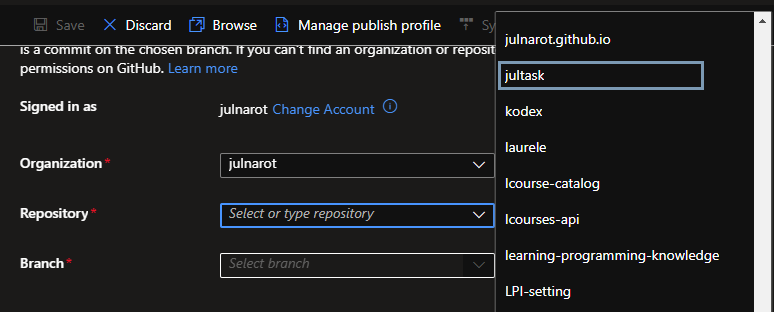 Save Discard Browse Manage publish profile Sy
is a commit on the chosen branch. If you can't find an organization or reposit
permissions on GitHub. Learn more
Signed in as julnarot Change Account
Organization* julnarot
Repository* Select or type repository
Branch* Select branch
julnarot.github.io
jultask
kodex
laurele
lcourse-catalog
lcourses-api
learning-programming-knowledge
LPI-setting